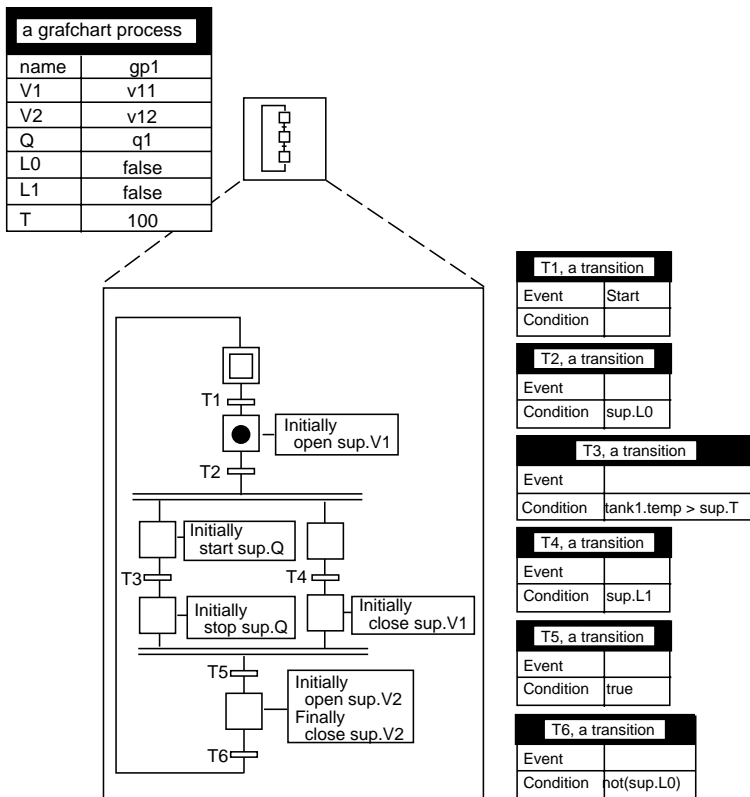 a grafchart process
name gp1
V1 v11
V2 v12
Q q1
L0 false
L1 false
T 100
T1
Initially
open sup.V1
T2
Initially
start sup.Q
T3
T4
Initially
stop sup.Q
Initially
close sup.V1
T5
Initially
open sup.V2
Finally
close sup.V2
T6
T1, a transition
Event Start
Condition
T2, a transition
Event
Condition sup.L0
T3, a transition
Event
Condition tank1.temp > sup.T
T4, a transition
Event
Condition sup.L1
T5, a transition
Event
Condition true
T6, a transition
Event
Condition not(sup.L0)